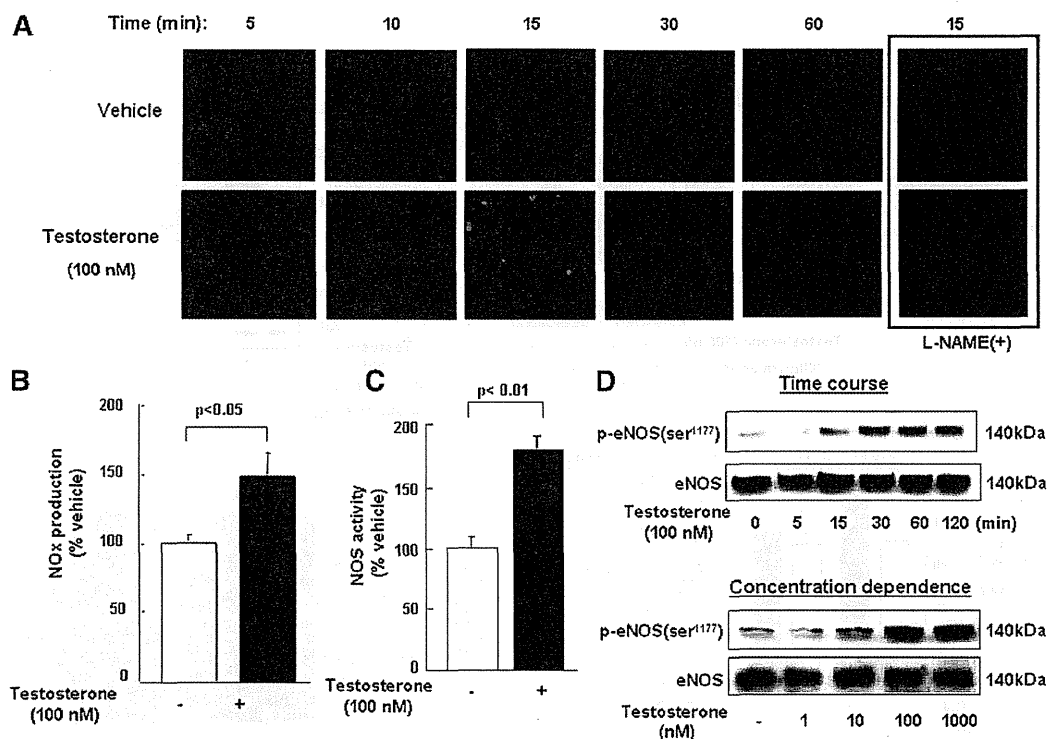 A
Time (min): 5 10 15 30 60 15
Vehicle
Testosterone
(100 nM)
L-NAME(+)
B
p<0.05
NOx production
(% vehicle)
200
150
100
50
0
Testosterone
(100 nM)
- +
C
p< 0.01
NOS activity
(% vehicle)
200
150
100
50
0
Testosterone
(100 nM)
- +
D
Time course
p-eNOS(ser1177) 140kDa
eNOS 140kDa
Testosterone
(100 nM)
0 5 15 30 60 120 (min)
Concentration dependence
p-eNOS(ser1177) 140kDa
eNOS 140kDa
Testosterone
(nM)
- 1 10 100 1000